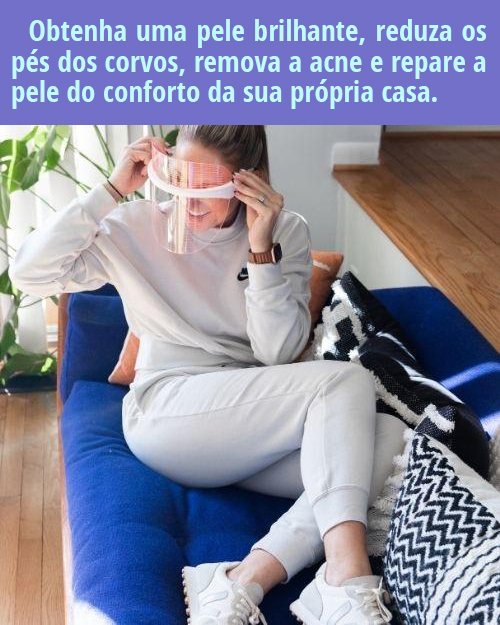 Obtenha uma pele brilhante, reduza os
pés dos corvos, remova a acne e repare a
pele do conforto da sua própria casa.